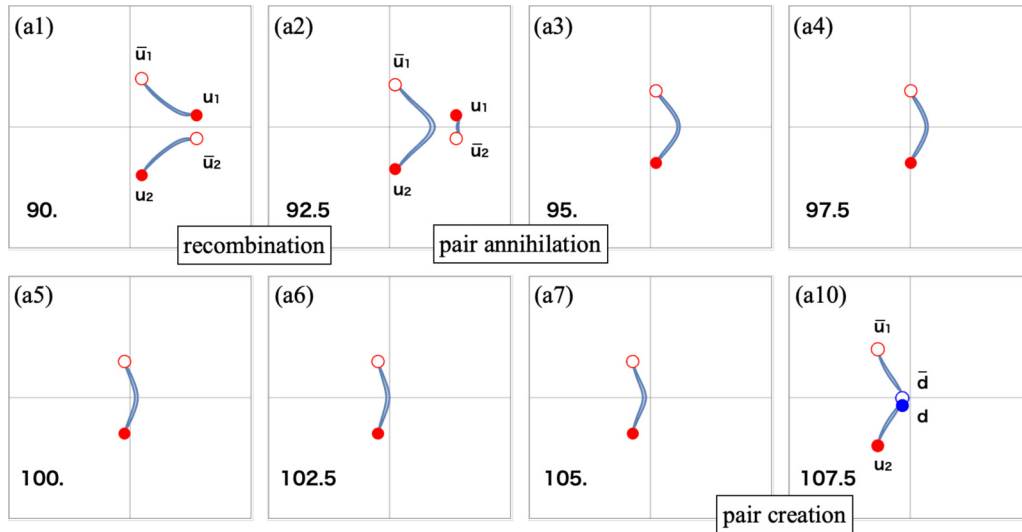 (a1)
ū1
u1
ū2
u2
90.
(a2)
ū1
u1
ū2
u2
92.5
(a3)
95.
(a4)
97.5
recombination
pair annihilation
(a5)
100.
(a6)
102.5
(a7)
105.
(a10)
ū1
d̄
d
u2
107.5
pair creation